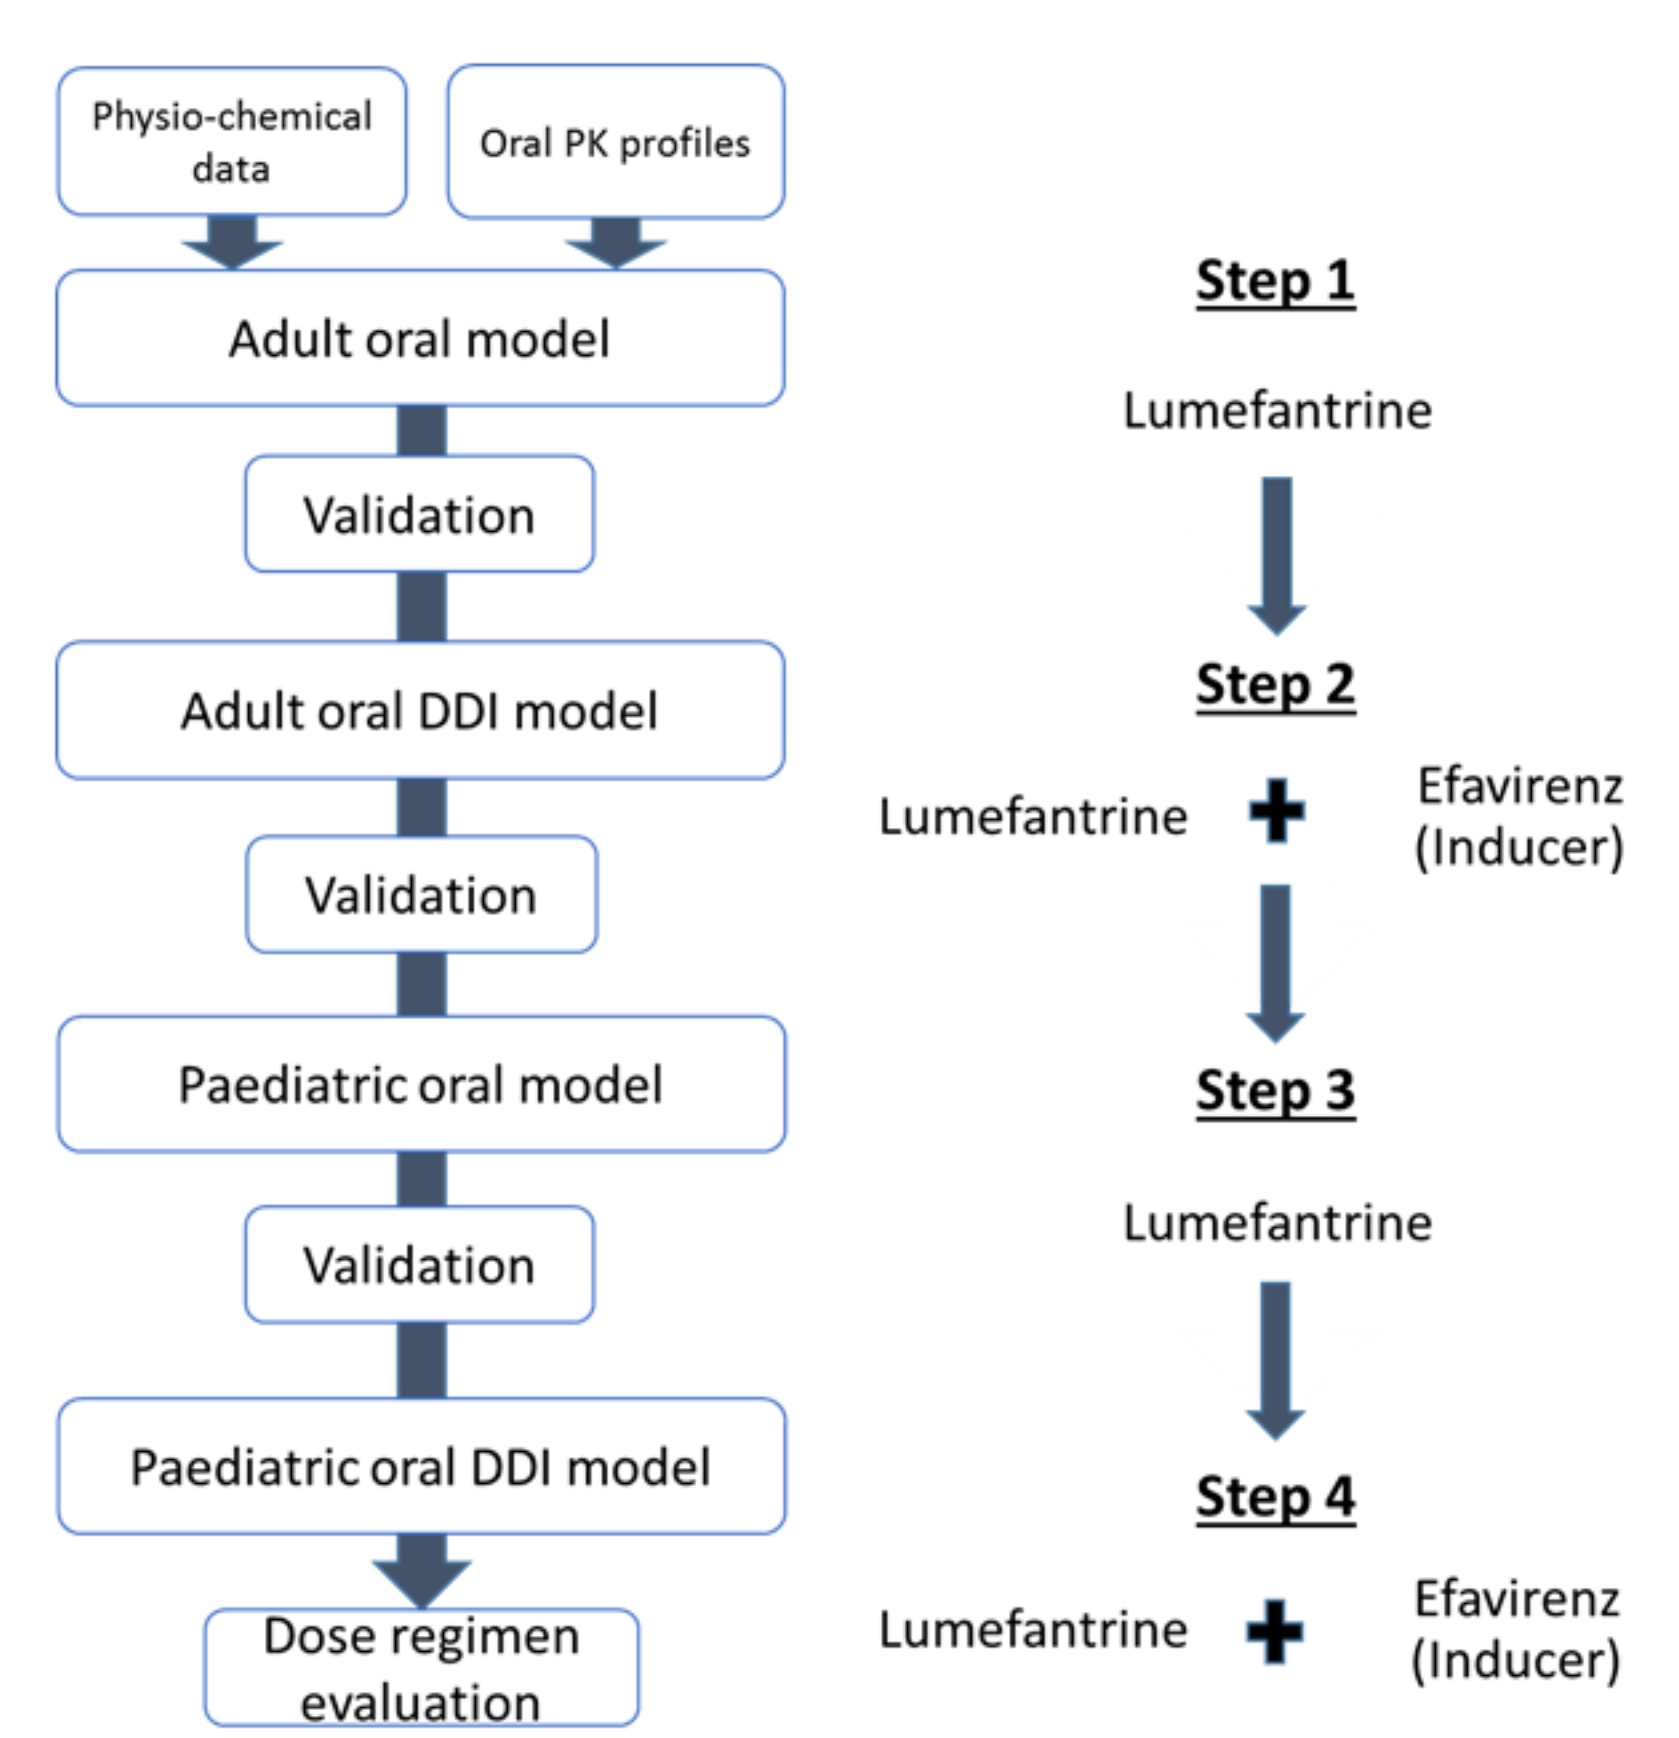 Physio-chemical
data
Oral PK profiles
Adult oral model
Validation
Adult oral DDI model
Validation
Paediatric oral model
Validation
Paediatric oral DDI model
Dose regimen
evaluation
Step 1
Lumefantrine
Step 2
Lumefantrine
Efavirenz
(Inducer)
Step 3
Lumefantrine
Step 4
Lumefantrine
Efavirenz
(Inducer)